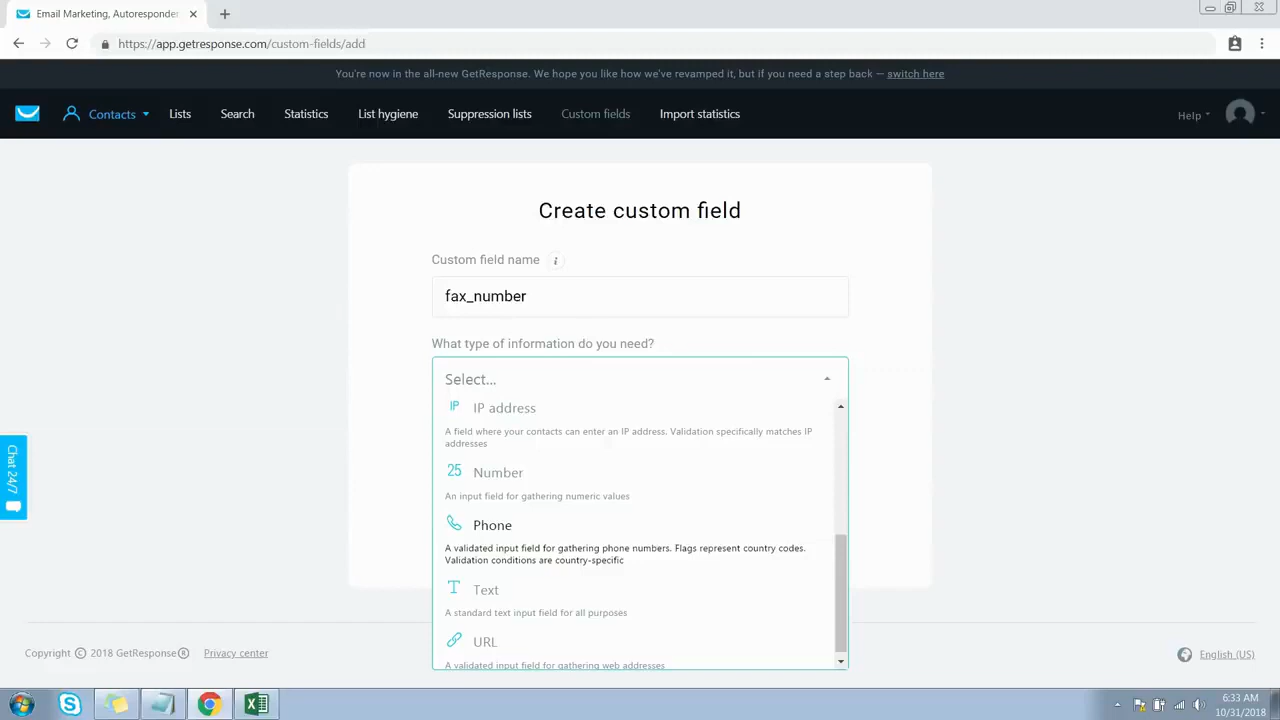 Email Marketing, Autoresponder
https://app.getresponse.com/custom-fields/add
You're now in the all-new GetResponse. We hope you like how we've revamped it, but if you need a step back — switch here
Contacts Lists Search Statistics List hygiene Suppression lists Custom fields Import statistics Help
Create custom field
Custom field name i
fax_number
What type of information do you need?
Select...
IP IP address
A field where your contacts can enter an IP address. Validation specifically matches IP
addresses
25 Number
An input field for gathering numeric values
Phone
A validated input field for gathering phone numbers. Flags represent country codes.
Validation conditions are country-specific
T Text
A standard text input field for all purposes
URL
A validated input field for gathering web addresses
Chat 24/7
Copyright © 2018 GetResponse® Privacy center English (US)
6:33 AM
10/31/2018